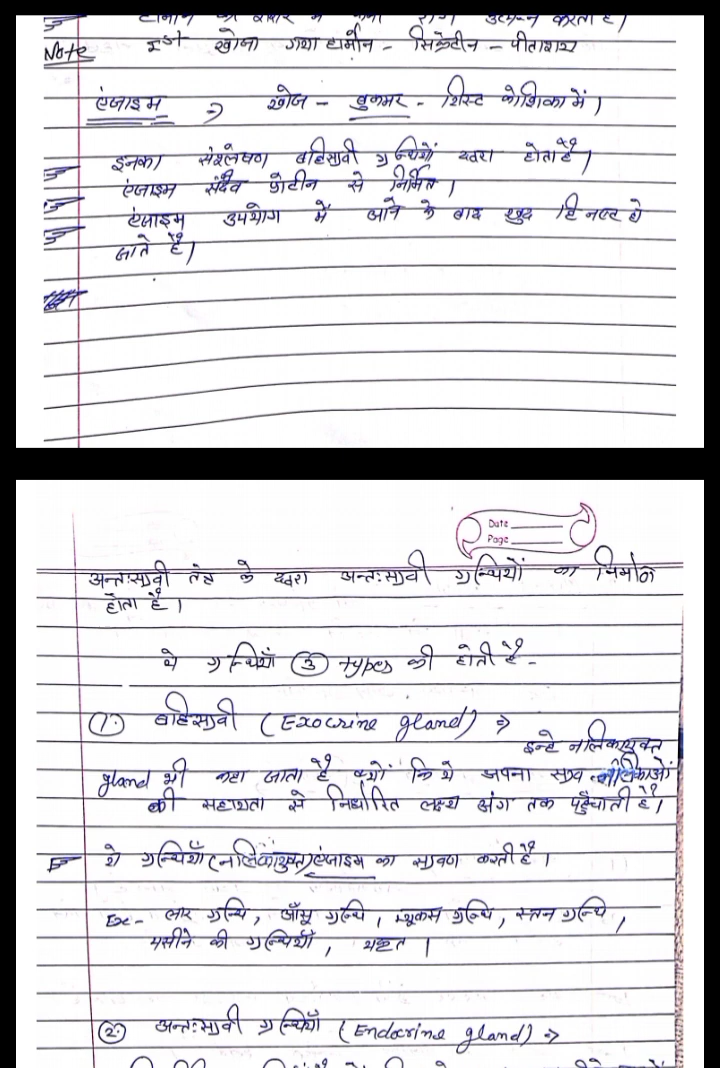 Note Ist खोजा गया हार्मोन - सिक्रेटीन - पीताशय
एंजाइम => खोज - बुकनर - यिस्ट कोशिका में।
इनका संश्लेषण बहिस्त्रावी ग्रन्थियों द्वारा होता है।
एंजाइम सदैव प्रोटीन से निर्मित।
एंजाइम उपयोग में आने के बाद खुद हि नष्ट हो
जाते है।
Date
Page
अन्तःस्त्रावी तंत्र के द्वारा अन्तःस्त्रावी ग्रन्थियों का निर्माण
होता है।
ये ग्रन्थियाँ ③ types की होती है -
① बहिस्त्रावी (Exocrine gland) =>
इन्हे नलिकायुक्त
gland भी कहा जाता है क्यों कि ये अपना स्त्राव नलिकाओं
की सहायता से निर्धारित लक्ष्य अंग तक पहुँचाती है।
ये ग्रन्थियाँ (नलिकायुक्त) एंजाइम का स्त्रावण करती है।
Ex- लार ग्रन्थि, आँसू ग्रन्थि, म्यूकस ग्रन्थि, स्तन ग्रन्थि,
पसीने की ग्रन्थियाँ, यकृत।
② अन्तःस्त्रावी ग्रन्थियाँ (Endocrine gland) =>